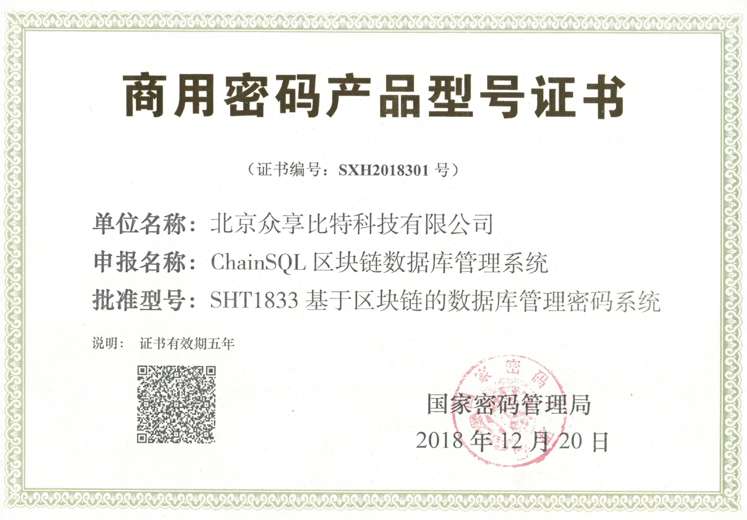 商用密码产品型号证书
（证书编号：SXH2018301 号）
单位名称：北京众享比特科技有限公司
申报名称：ChainSQL 区块链数据库管理系统
批准型号：SHT1833 基于区块链的数据库管理密码系统
说明： 证书有效期五年
国家密码管理局
2018 年 12 月 20 日